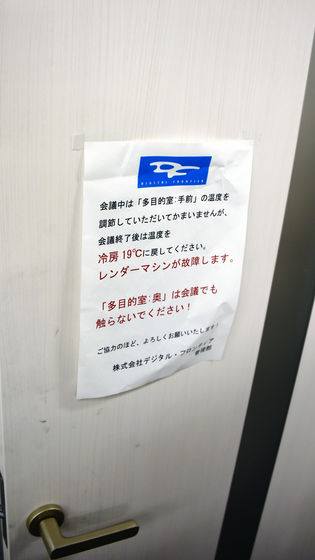 DIGITAL FRONTIER
会議中は「多目的室:手前」の温度を
調節していただいてかまいませんが、
会議終了後は温度を
冷房 19℃に戻してください。
レンダーマシンが故障します。
「多目的室:奥」は会議でも
触らないでください！
ご協力のほど、よろしくお願いいたします！
株式会社デジタル・フロンティア
管理部